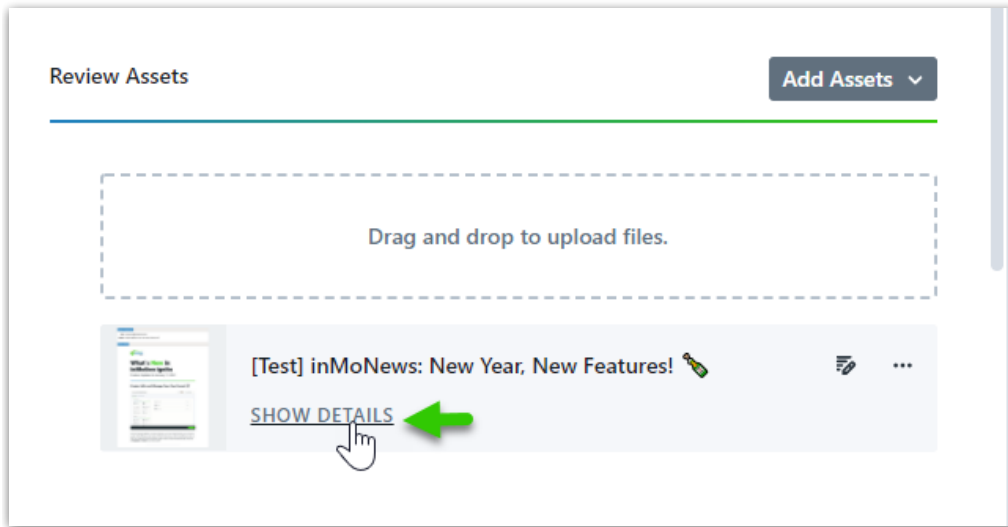 Review Assets
Add Assets
Drag and drop to upload files.
[Test] inMoNews: New Year, New Features! 🍾
SHOW DETAILS